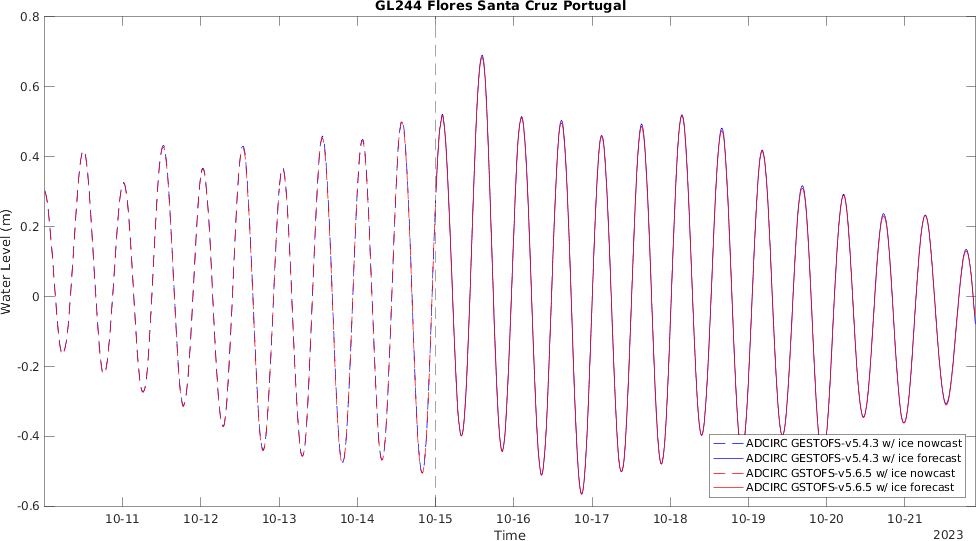 GL244 Flores Santa Cruz Portugal
0.8
0.6
0.4
0.2
0
-0.2
-0.4
-0.6
Water Level (m)
ADCIRC GESTOFS-v5.4.3 w/ ice nowcast
ADCIRC GESTOFS-v5.4.3 w/ ice forecast
ADCIRC GSTOFS-v5.6.5 w/ ice nowcast
ADCIRC GSTOFS-v5.6.5 w/ ice forecast
10-11 10-12 10-13 10-14 10-15 10-16 10-17 10-18 10-19 10-20 10-21
Time
2023